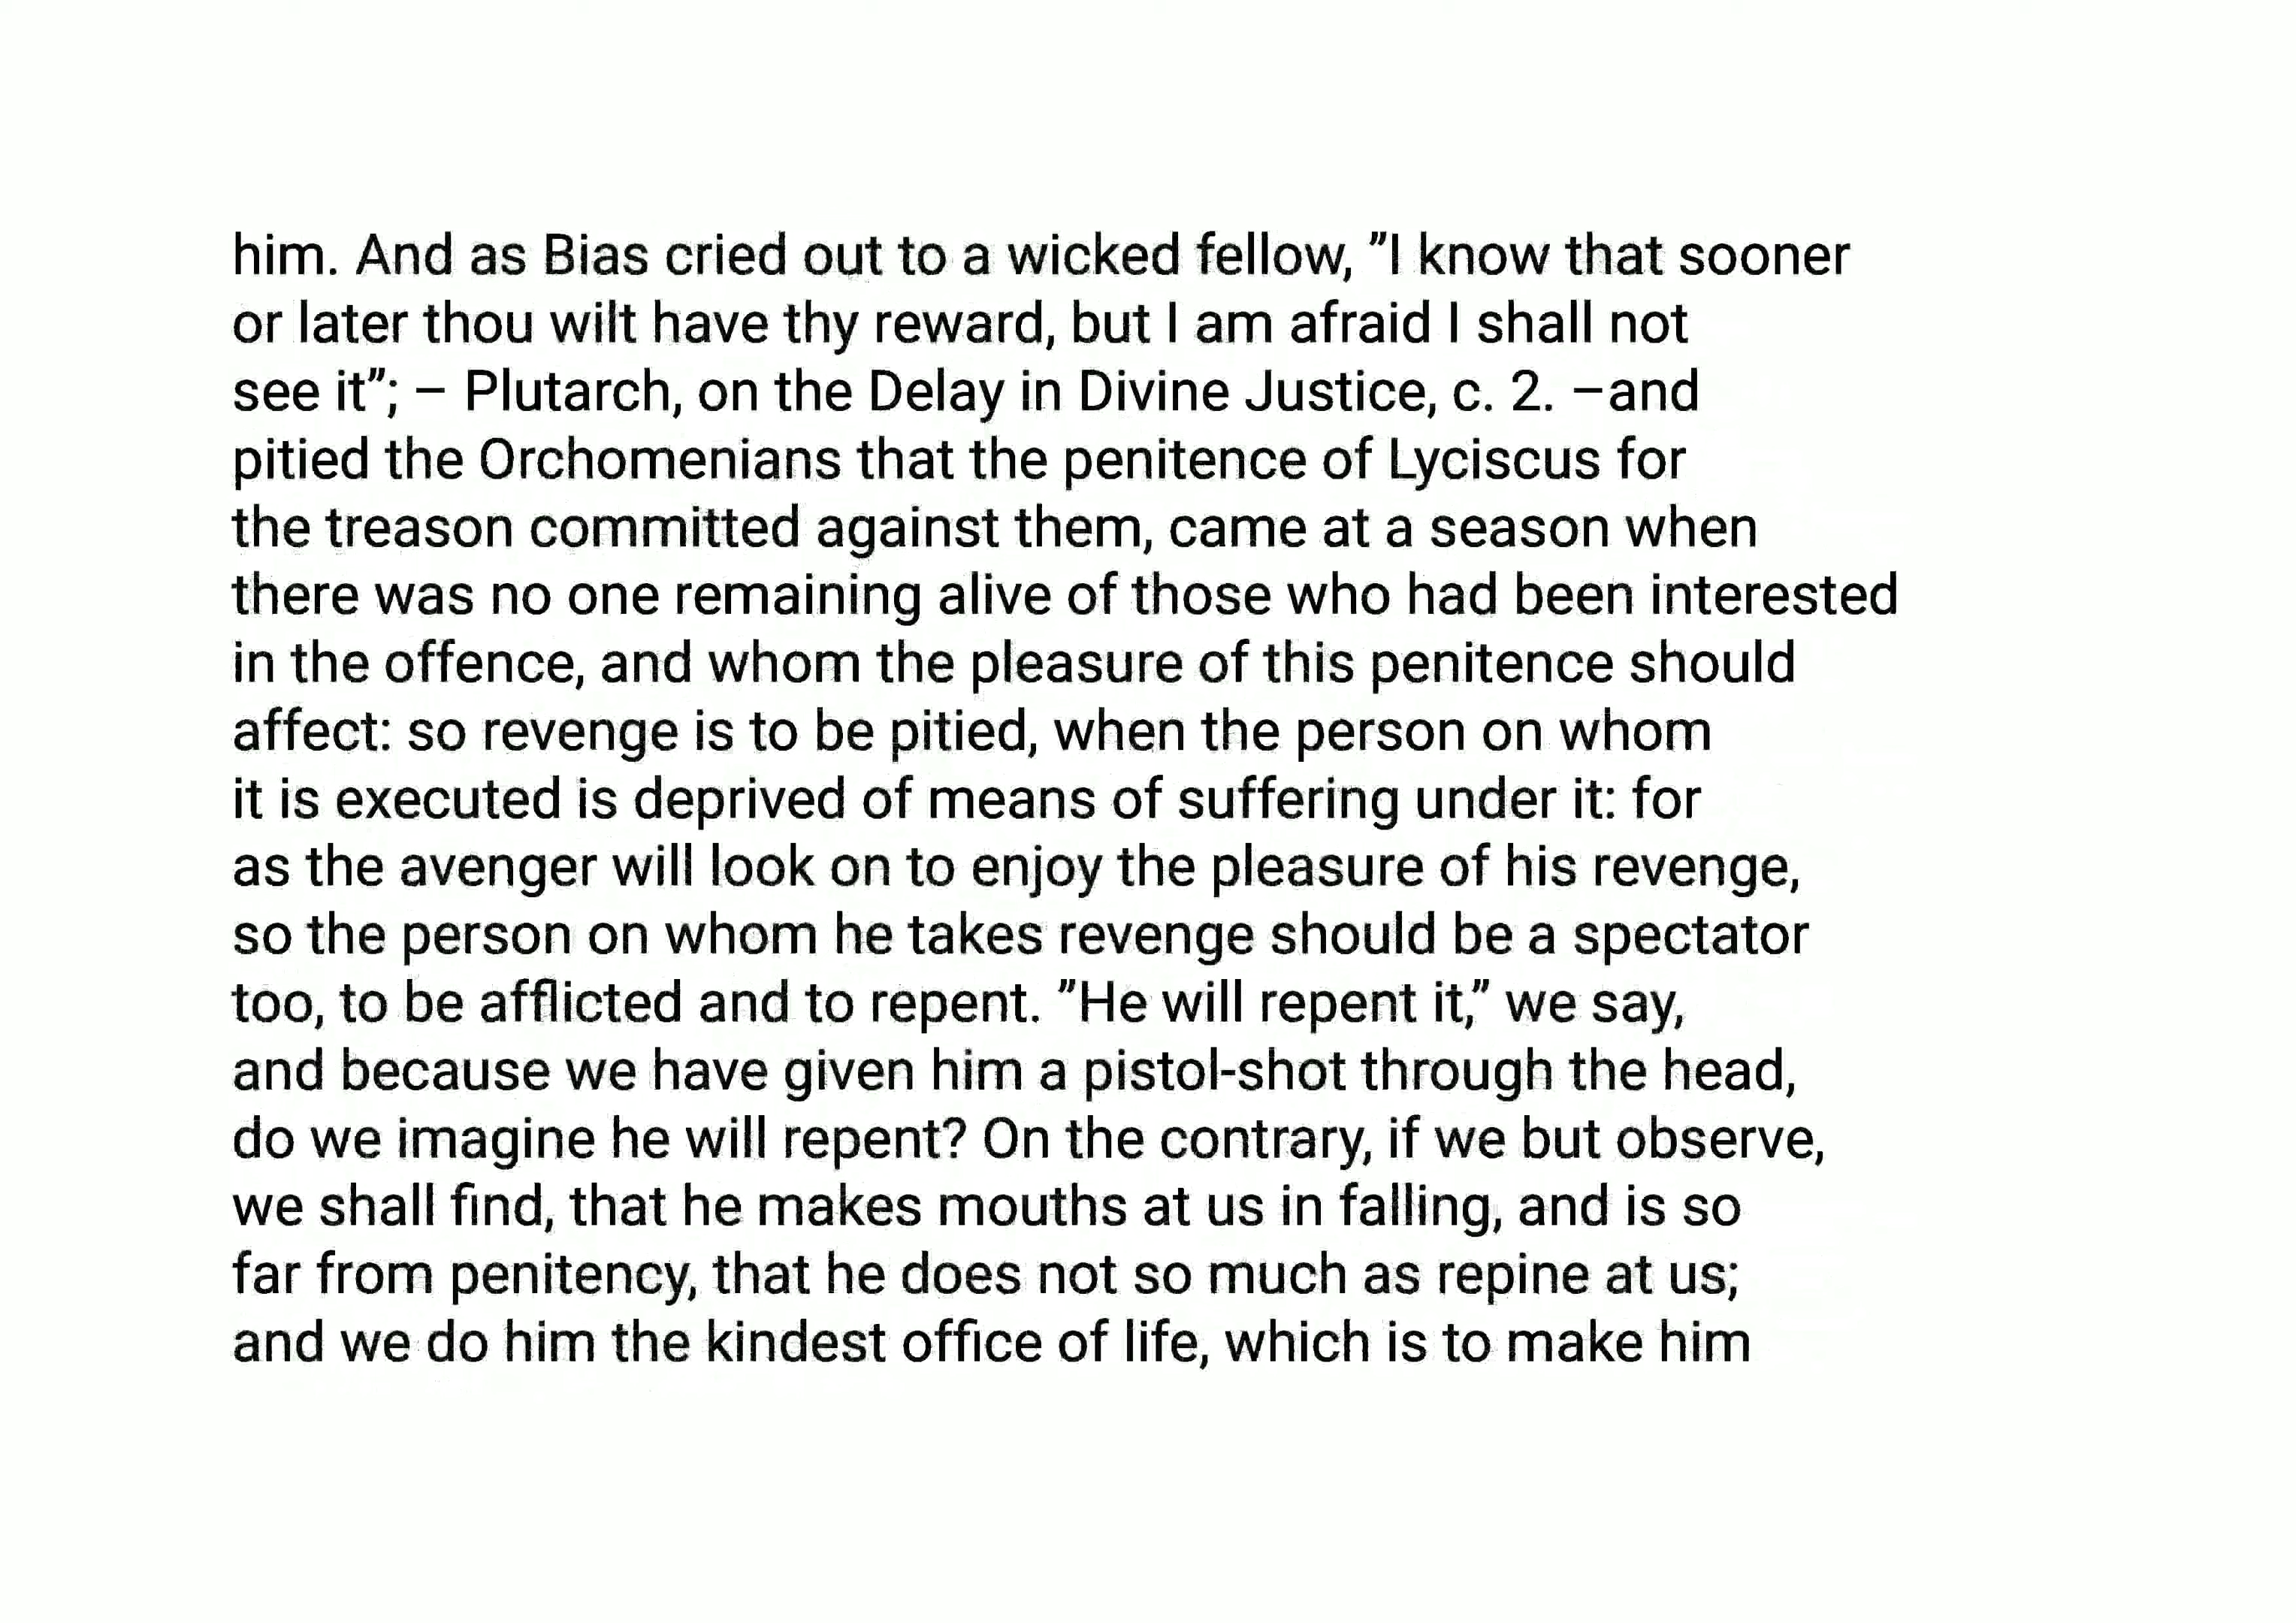 him. And as Bias cried out to a wicked fellow, ”I know that sooner
or later thou wilt have thy reward, but I am afraid I shall not
see it”; – Plutarch, on the Delay in Divine Justice, c. 2. –and
pitied the Orchomenians that the penitence of Lyciscus for
the treason committed against them, came at a season when
there was no one remaining alive of those who had been interested
in the offence, and whom the pleasure of this penitence should
affect: so revenge is to be pitied, when the person on whom
it is executed is deprived of means of suffering under it: for
as the avenger will look on to enjoy the pleasure of his revenge,
so the person on whom he takes revenge should be a spectator
too, to be afflicted and to repent. ”He will repent it,” we say,
and because we have given him a pistol-shot through the head,
do we imagine he will repent? On the contrary, if we but observe,
we shall find, that he makes mouths at us in falling, and is so
far from penitency, that he does not so much as repine at us;
and we do him the kindest office of life, which is to make him